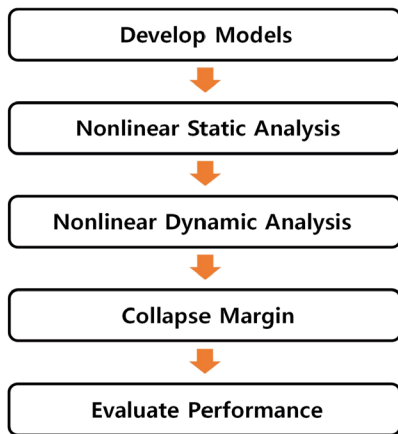 Develop Models
Nonlinear Static Analysis
Nonlinear Dynamic Analysis
Collapse Margin
Evaluate Performance